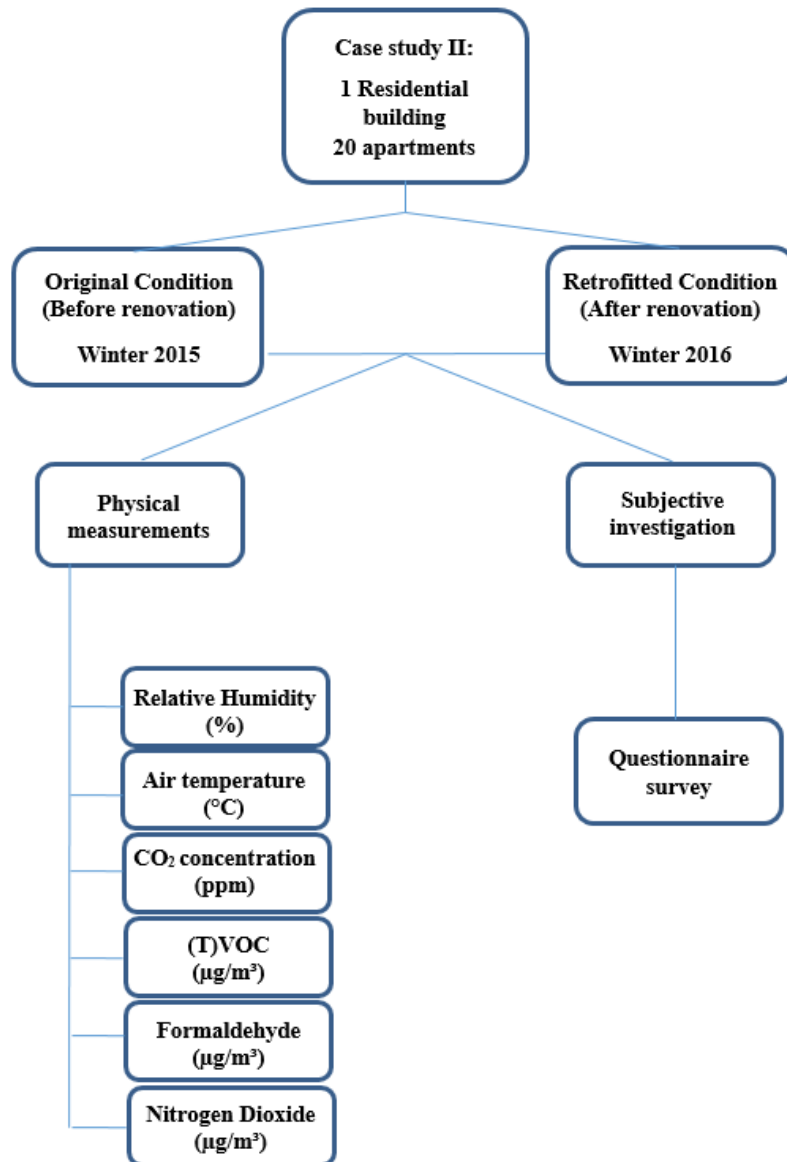 Case study II:
1 Residential
building
20 apartments
Original Condition
(Before renovation)
Winter 2015
Retrofitted Condition
(After renovation)
Winter 2016
Physical
measurements
Subjective
investigation
Relative Humidity
(%)
Air temperature
(°C)
CO₂ concentration
(ppm)
(T)VOC
(µg/m³)
Formaldehyde
(µg/m³)
Nitrogen Dioxide
(µg/m³)
Questionnaire
survey